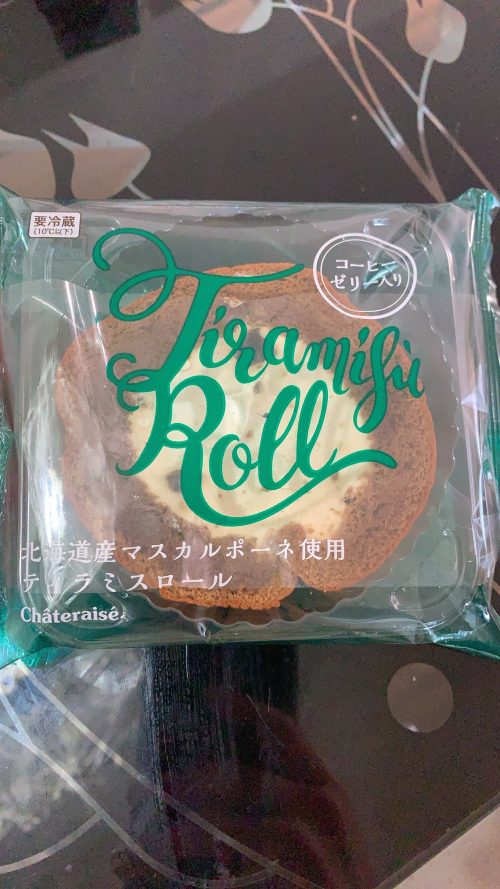 要冷蔵
(10℃以下)
コーヒー
ゼリー入り
Tiramisù
Roll
北海道産マスカルポーネ使用
ティラミスロール
Châteraisé